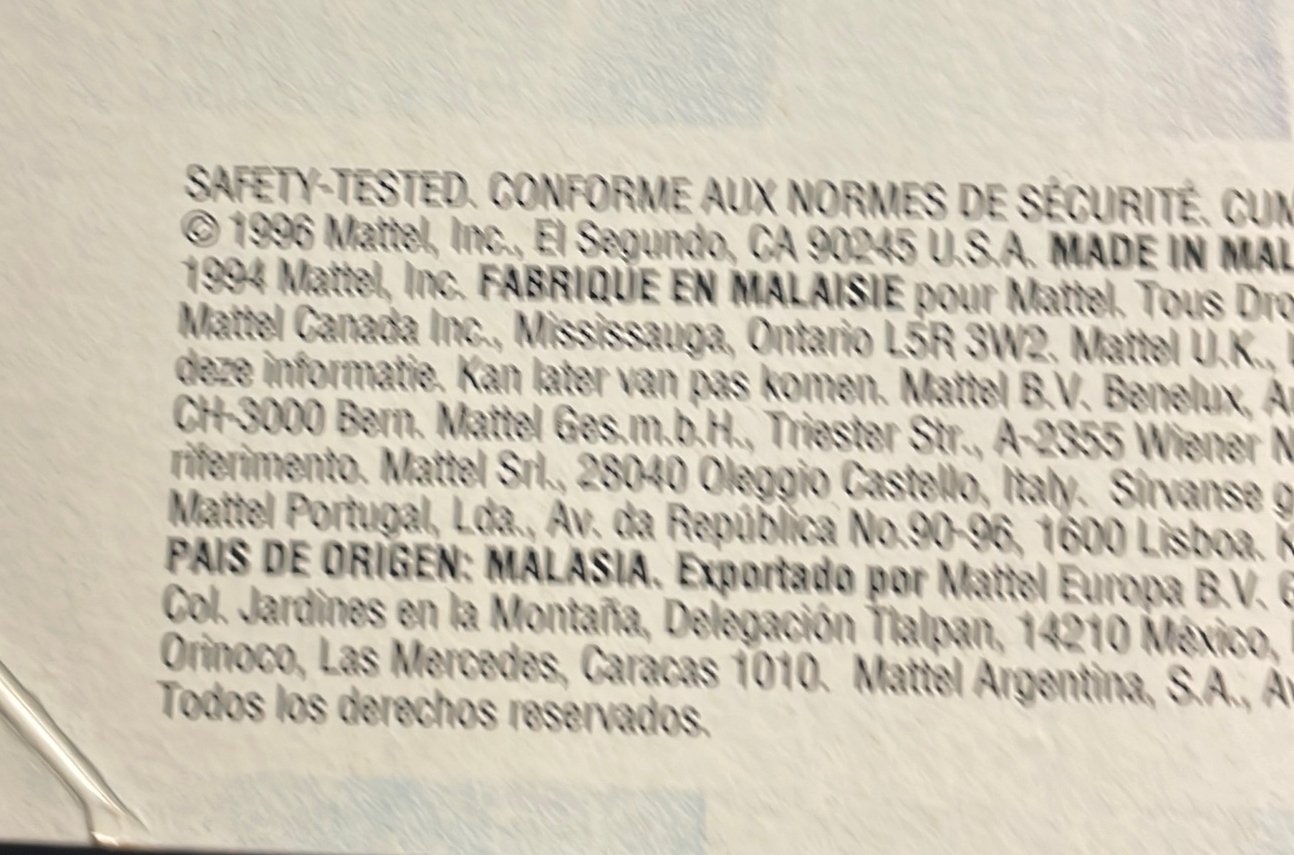 SAFETY-TESTED. CONFORME AUX NORMES DE SÉCURITÉ.
© 1996 Mattel, Inc., El Segundo, CA 90245 U.S.A. MADE IN
1994 Mattel, Inc. FABRIQUE EN MALAISIE pour Mattel. Tous
Mattel Canada Inc., Mississauga, Ontario L5R 3W2. Mattel U.K.,
deze informatie. Kan later van pas komen. Mattel B.V. Benelux,
CH-3000 Bern. Mattel Ges.m.b.H., Triester Str., A-2355 Wiener
riferimento. Mattel Srl., 28040 Oleggio Castello, Italy. Sírvanse
Mattel Portugal, Lda., Av. da República No.90-96, 1600 Lisboa.
PAIS DE ORIGEN: MALASIA. Exportado por Mattel Europa B.V.
Col. Jardines en la Montaña, Delegación Tlalpan, 14210 México,
Orinoco, Las Mercedes, Caracas 1010. Mattel Argentina, S.A.,
Todos los derechos reservados.